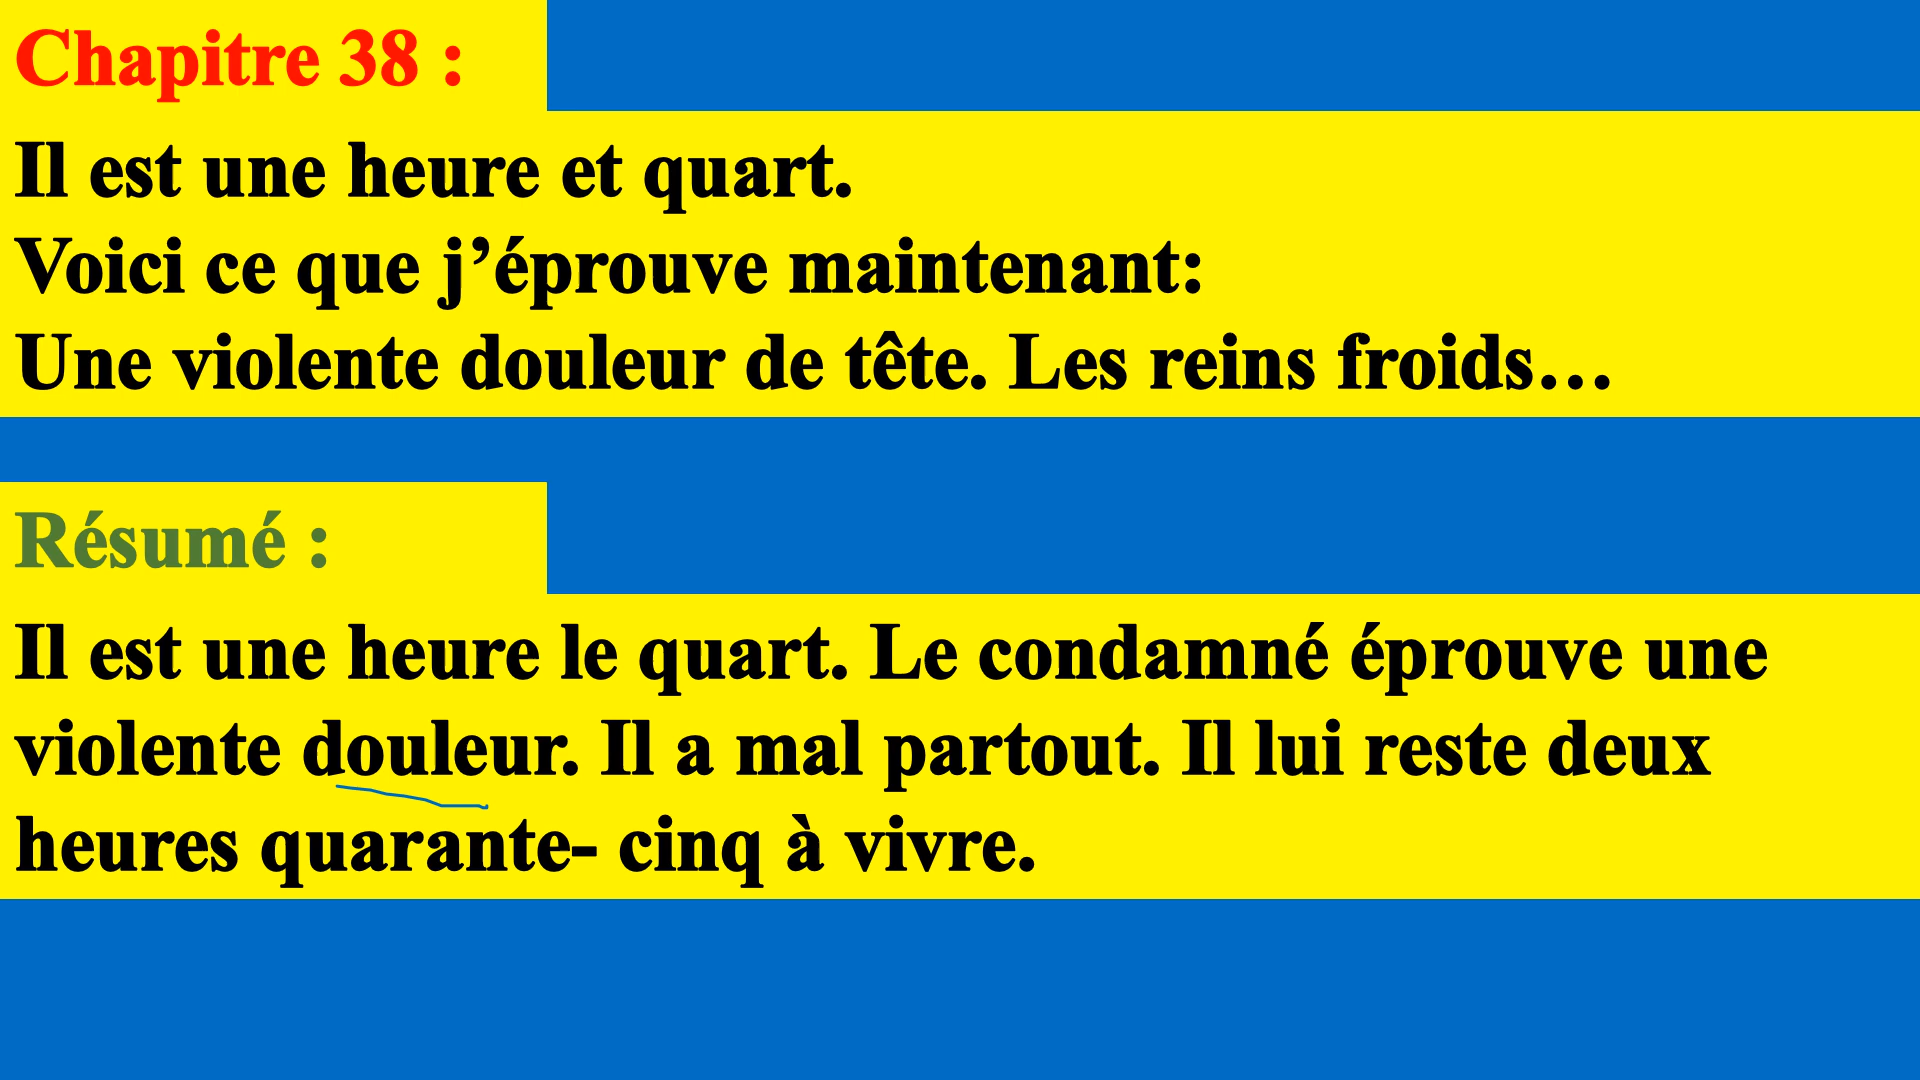 Chapitre 38 :
Il est une heure et quart.
Voici ce que j’éprouve maintenant:
Une violente douleur de tête. Les reins froids…
Résumé :
Il est une heure le quart. Le condamné éprouve une
violente douleur. Il a mal partout. Il lui reste deux
heures quarante- cinq à vivre.